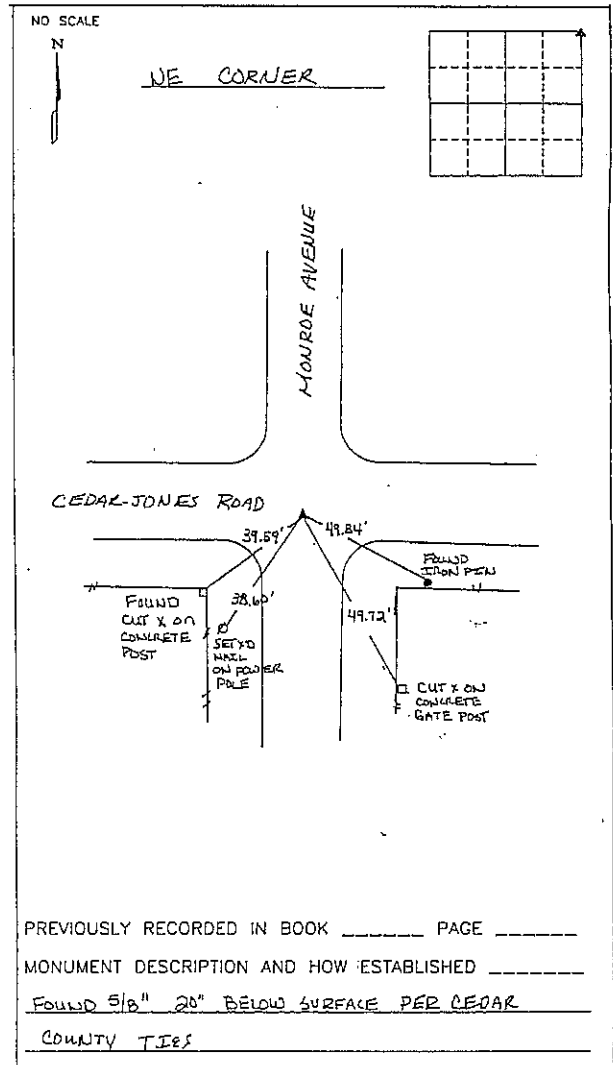 NO SCALE
N
NE CORNER
MONROE AVENUE
CEDAR-JONES ROAD
39.59'
49.84'
FOUND
IRON PIN
38.60'
49.72'
FOUND
CUT X ON
CONCRETE
POST
SET XD
NAIL
ON POWER
POLE
CUT X ON
CONCRETE
GATE POST
PREVIOUSLY RECORDED IN BOOK ______ PAGE ______
MONUMENT DESCRIPTION AND HOW ESTABLISHED _______
FOUND 5/8" 20" BELOW SURFACE PER CEDAR
COUNTY TIES